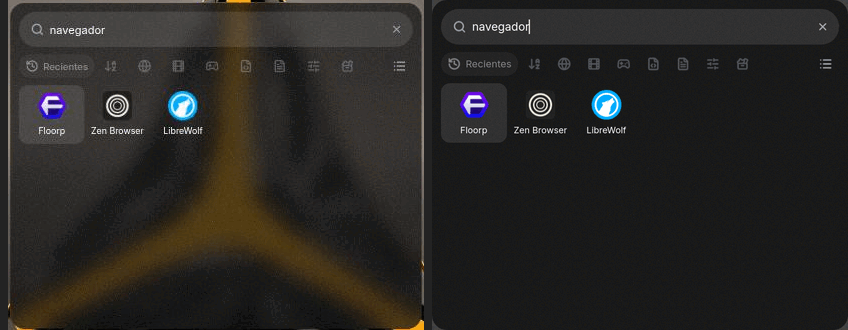 navegador
Recientes
Floorp Zen Browser LibreWolf
navegador
Recientes
Floorp Zen Browser LibreWolf